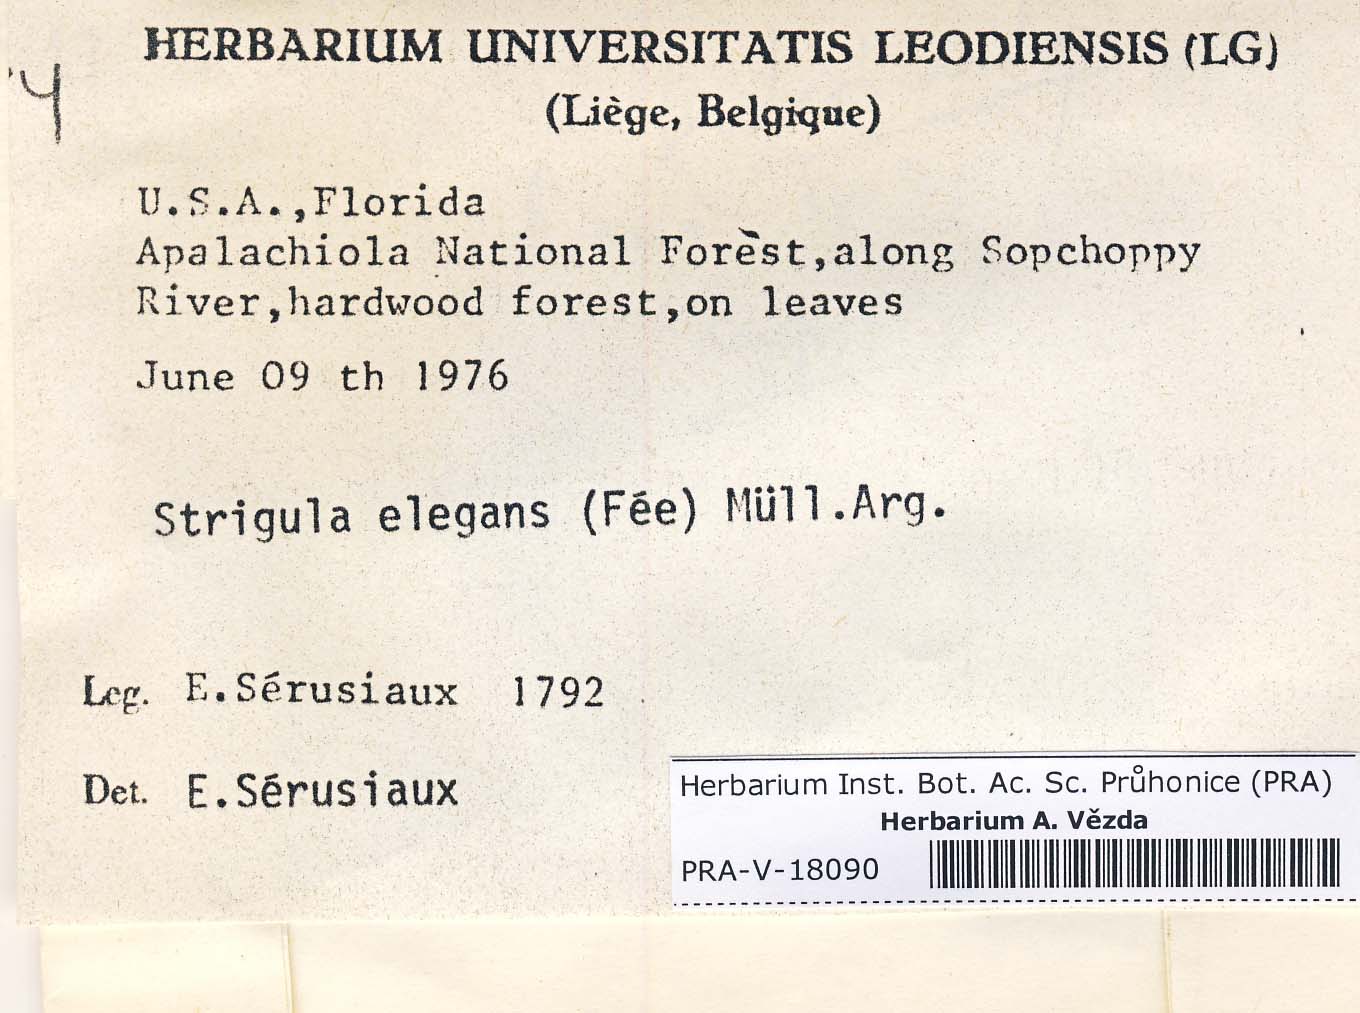 HERBARIUM UNIVERSITATIS LEODIENSIS (LG)
(Liège, Belgique)
U.S.A.,Florida
Apalachiola National Forèst,along Sopchoppy
River,hardwood forest,on leaves
June 09 th 1976
Strigula elegans (Fée) Müll.Arg.
Leg. E.Sérusiaux 1792
Det. E.Sérusiaux
Herbarium Inst. Bot. Ac. Sc. Průhonice (PRA)
Herbarium A. Vězda
PRA-V-18090